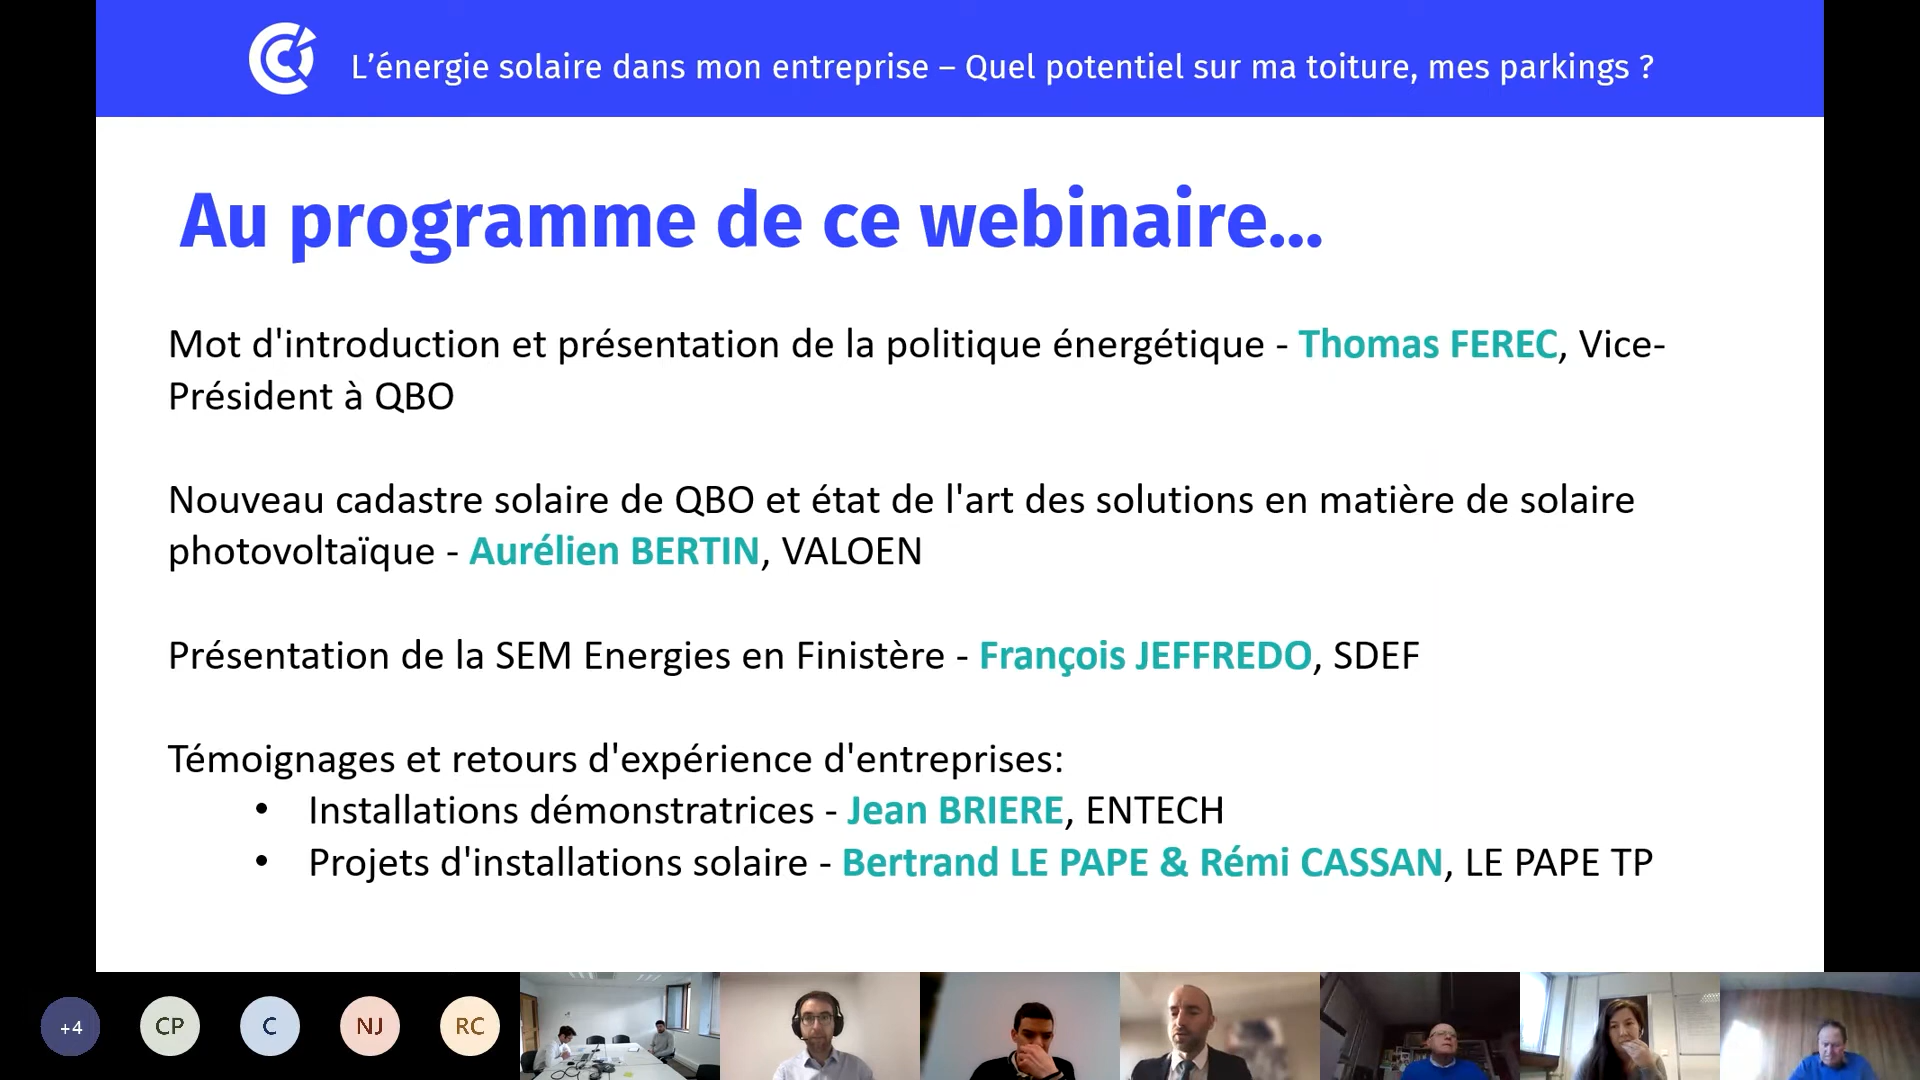 L’énergie solaire dans mon entreprise – Quel potentiel sur ma toiture, mes parkings ?
Au programme de ce webinaire...
Mot d'introduction et présentation de la politique énergétique - Thomas FEREC, Vice-
Président à QBO
Nouveau cadastre solaire de QBO et état de l'art des solutions en matière de solaire
photovoltaïque - Aurélien BERTIN, VALOEN
Présentation de la SEM Energies en Finistère - François JEFFREDO, SDEF
Témoignages et retours d'expérience d'entreprises:
• Installations démonstratrices - Jean BRIERE, ENTECH
• Projets d'installations solaire - Bertrand LE PAPE & Rémi CASSAN, LE PAPE TP
+4 CP C NJ RC